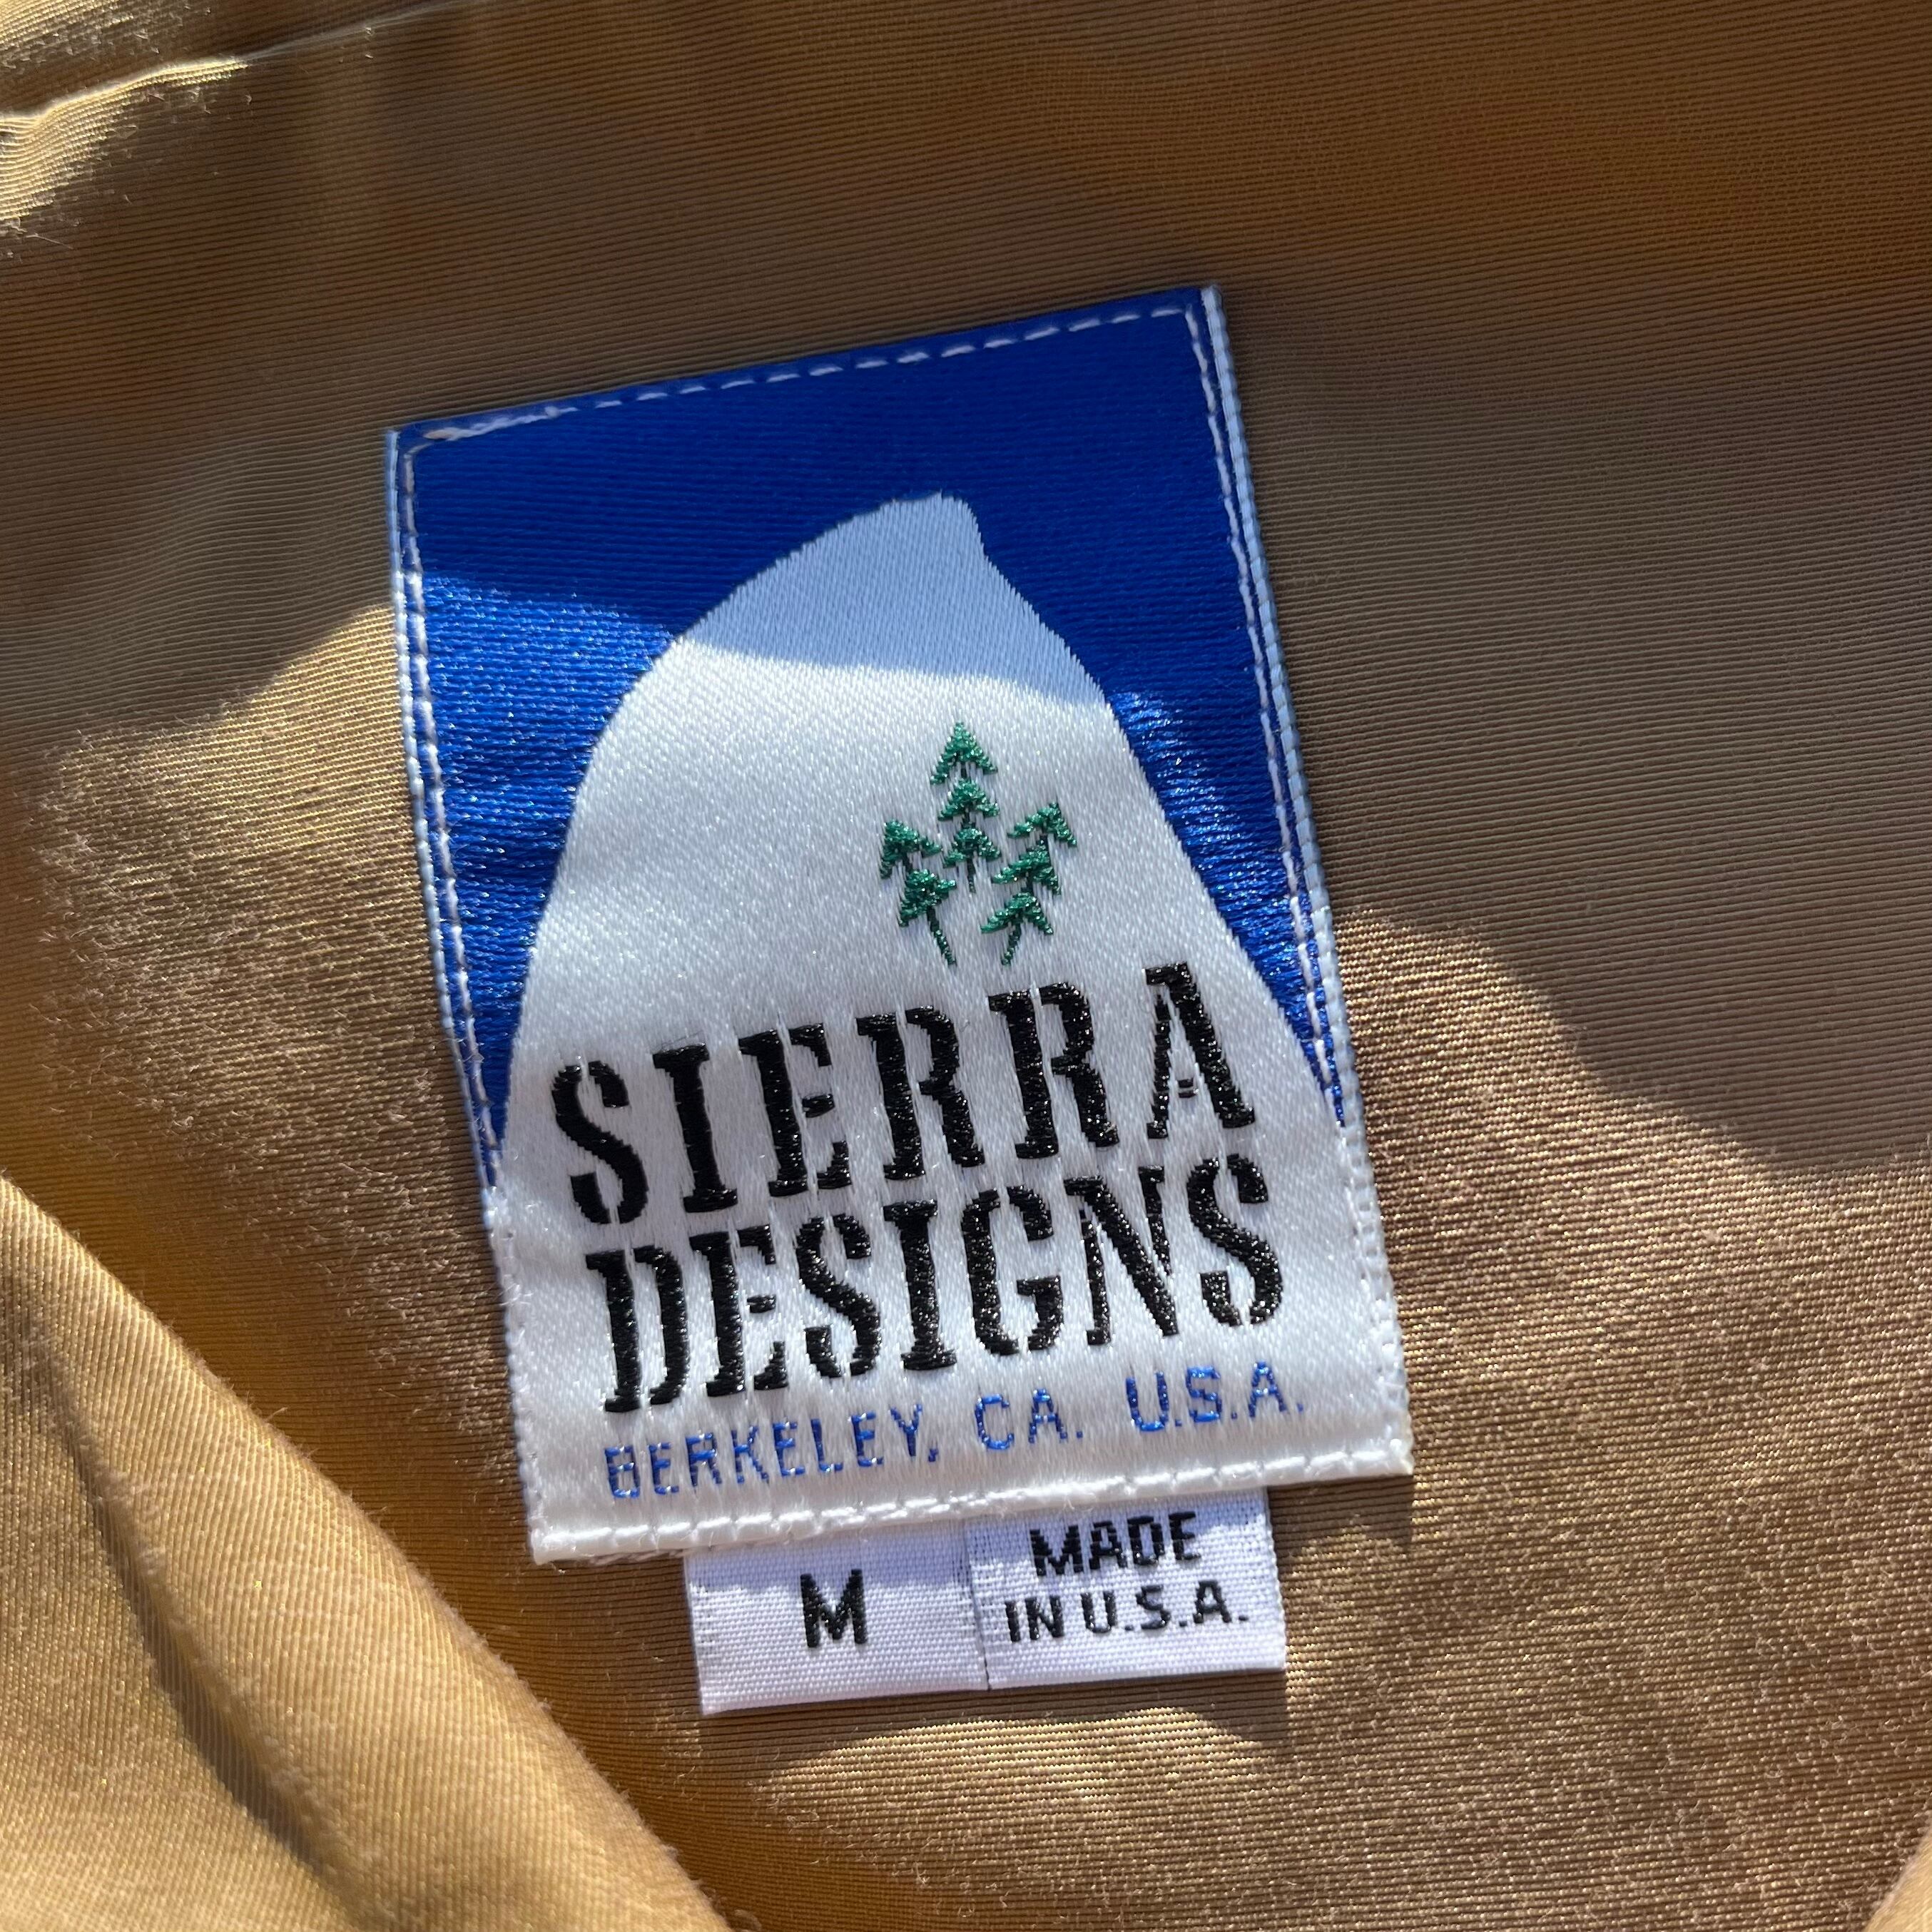 SIERRA
DESIGNS
BERKELEY, CA. U.S.A.
M
MADE
IN U.S.A.